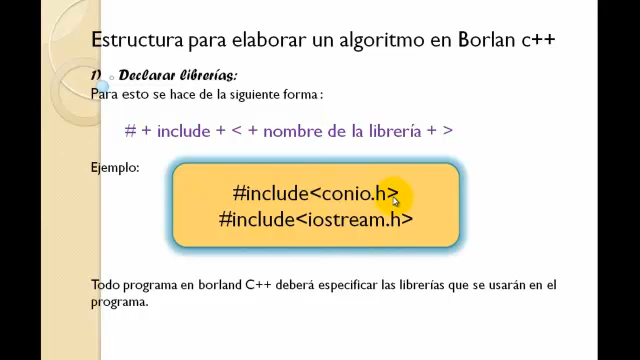 Estructura para elaborar un algoritmo en Borlan c++
1) Declarar librerías:
Para esto se hace de la siguiente forma :
# + include + < + nombre de la librería + >
Ejemplo:
#include<conio.h>
#include<iostream.h>
Todo programa en borland C++ deberá especificar las librerías que se usarán en el
programa.